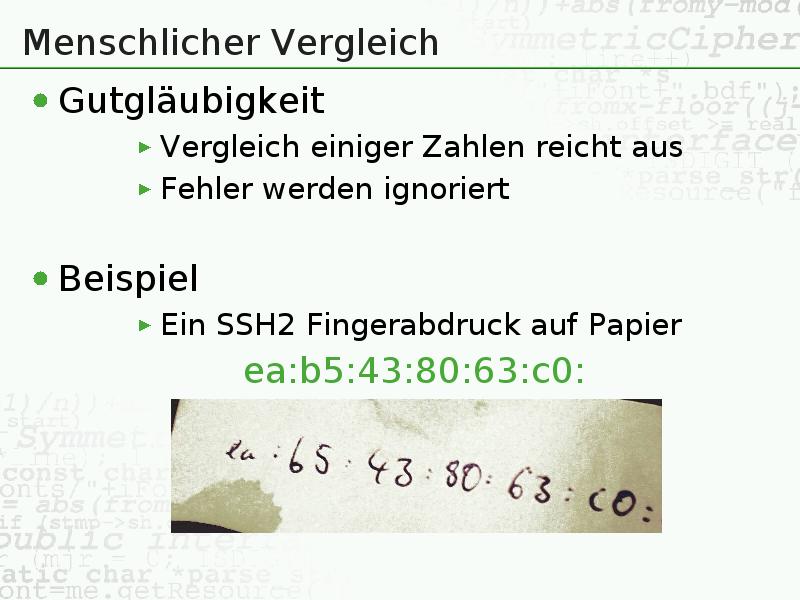 Menschlicher Vergleich
Gutgläubigkeit
Vergleich einiger Zahlen reicht aus
Fehler werden ignoriert
Beispiel
Ein SSH2 Fingerabdruck auf Papier
ea:b5:43:80:63:c0:
ea:65:43:80:63:c0: